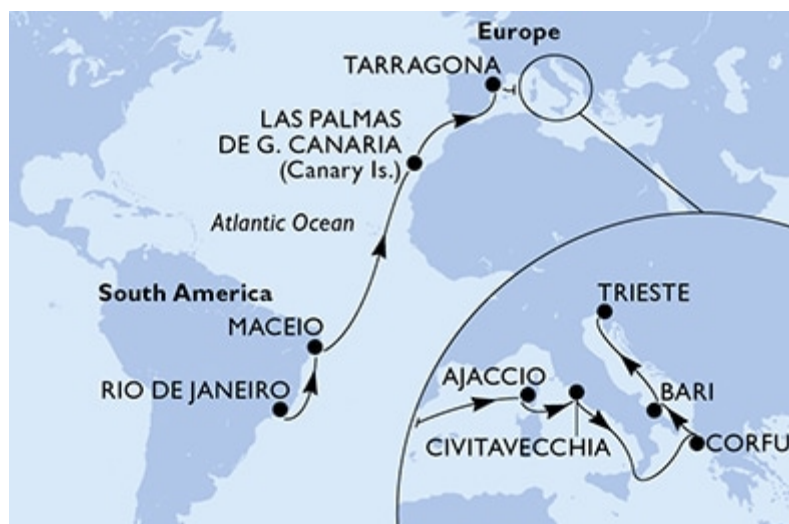 Europe
TARRAGONA
LAS PALMAS
DE G. CANARIA
(Canary Is.)
Atlantic Ocean
South America
MACEIO
RIO DE JANEIRO
TRIESTE
AJACCIO
BARI
CIVITAVECCHIA
CORFU